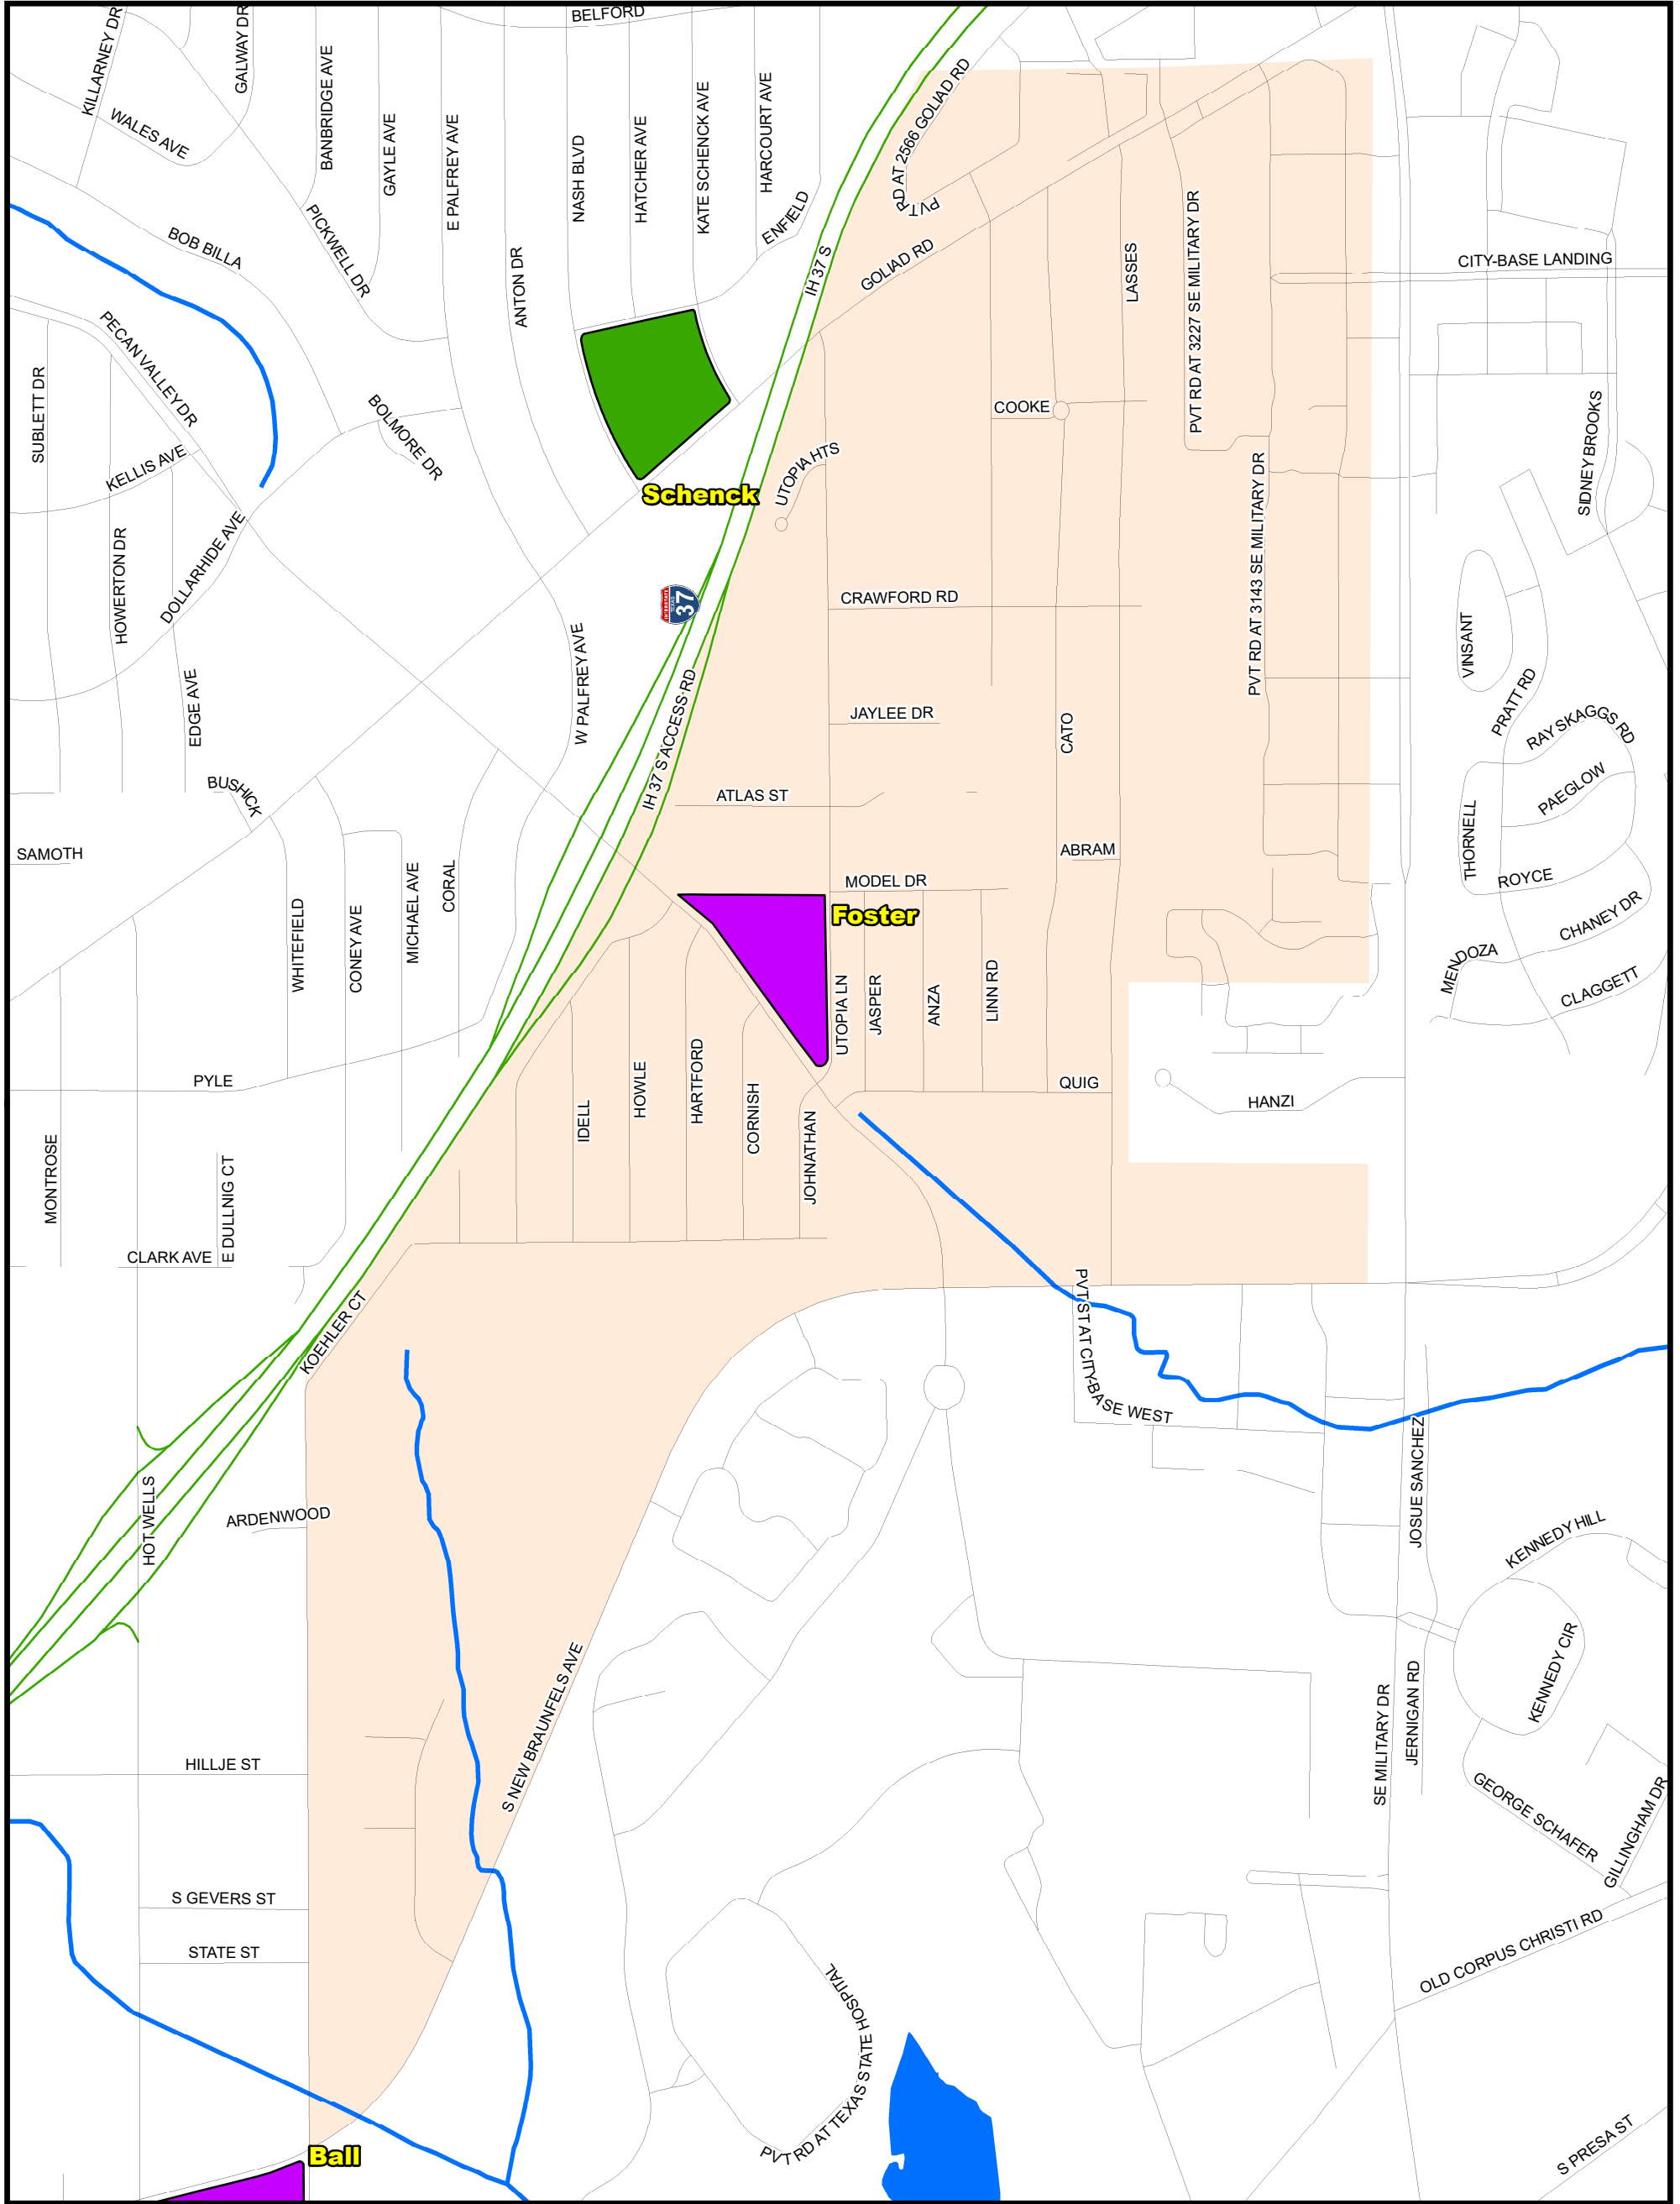 BELFORD
KILLARNEY DR
GALWAY DR
BANBRIDGE AVE
GAYLE AVE
E PALFREY AVE
NASH BLVD
HATCHER AVE
KATE SCHENCK AVE
HARCOURT AVE
WALES AVE
PVT RD AT 2566 GOLIAD RD
ENFIELD
PICKWELL DR
BOB BILLA
ANTON DR
IH 37 S
GOLIAD RD
LASSES
PVT RD AT 3227 SE MILITARY DR
CITY-BASE LANDING
PECAN VALLEY DR
SUBLETT DR
BOLMORE DR
COOKE
SIDNEY BROOKS
KELLIS AVE
UTOPIA HTS
Schenck
HOWERTON DR
DOLLARHIDE AVE
PVT RD AT 3143 SE MILITARY DR
INTERSTATE
TEXAS
37
CRAWFORD RD
W PALFREY AVE
VINSANT
EDGE AVE
IH 37 S ACCESS RD
JAYLEE DR
CATO
PRATT RD
RAY SKAGGS RD
BUSHICK
ATLAS ST
PAEGLOW
THORNELL
SAMOTH
ABRAM
MODEL DR
ROYCE
CORAL
MICHAEL AVE
WHITEFIELD
CONEY AVE
Foster
CHANEY DR
MENDOZA
CLAGGETT
UTOPIA LN
JASPER
ANZA
LINN RD
PYLE
IDELL
HOWLE
HARTFORD
CORNISH
JOHNATHAN
QUIG
HANZI
MONTROSE
E DULLNIG CT
CLARK AVE
KOEHLER CT
PVT ST AT CITY-BASE WEST
HOT WELLS
ARDENWOOD
JOSUE SANCHEZ
KENNEDY HILL
KENNEDY CIR
S NEW BRAUNFELS AVE
SE MILITARY DR
JERNIGAN RD
HILLJE ST
GEORGE SCHAFER
GILLINGHAM DR
S GEVERS ST
STATE ST
OLD CORPUS CHRISTI RD
PVT RD AT TEXAS STATE HOSPITAL
S PRESA ST
Ball